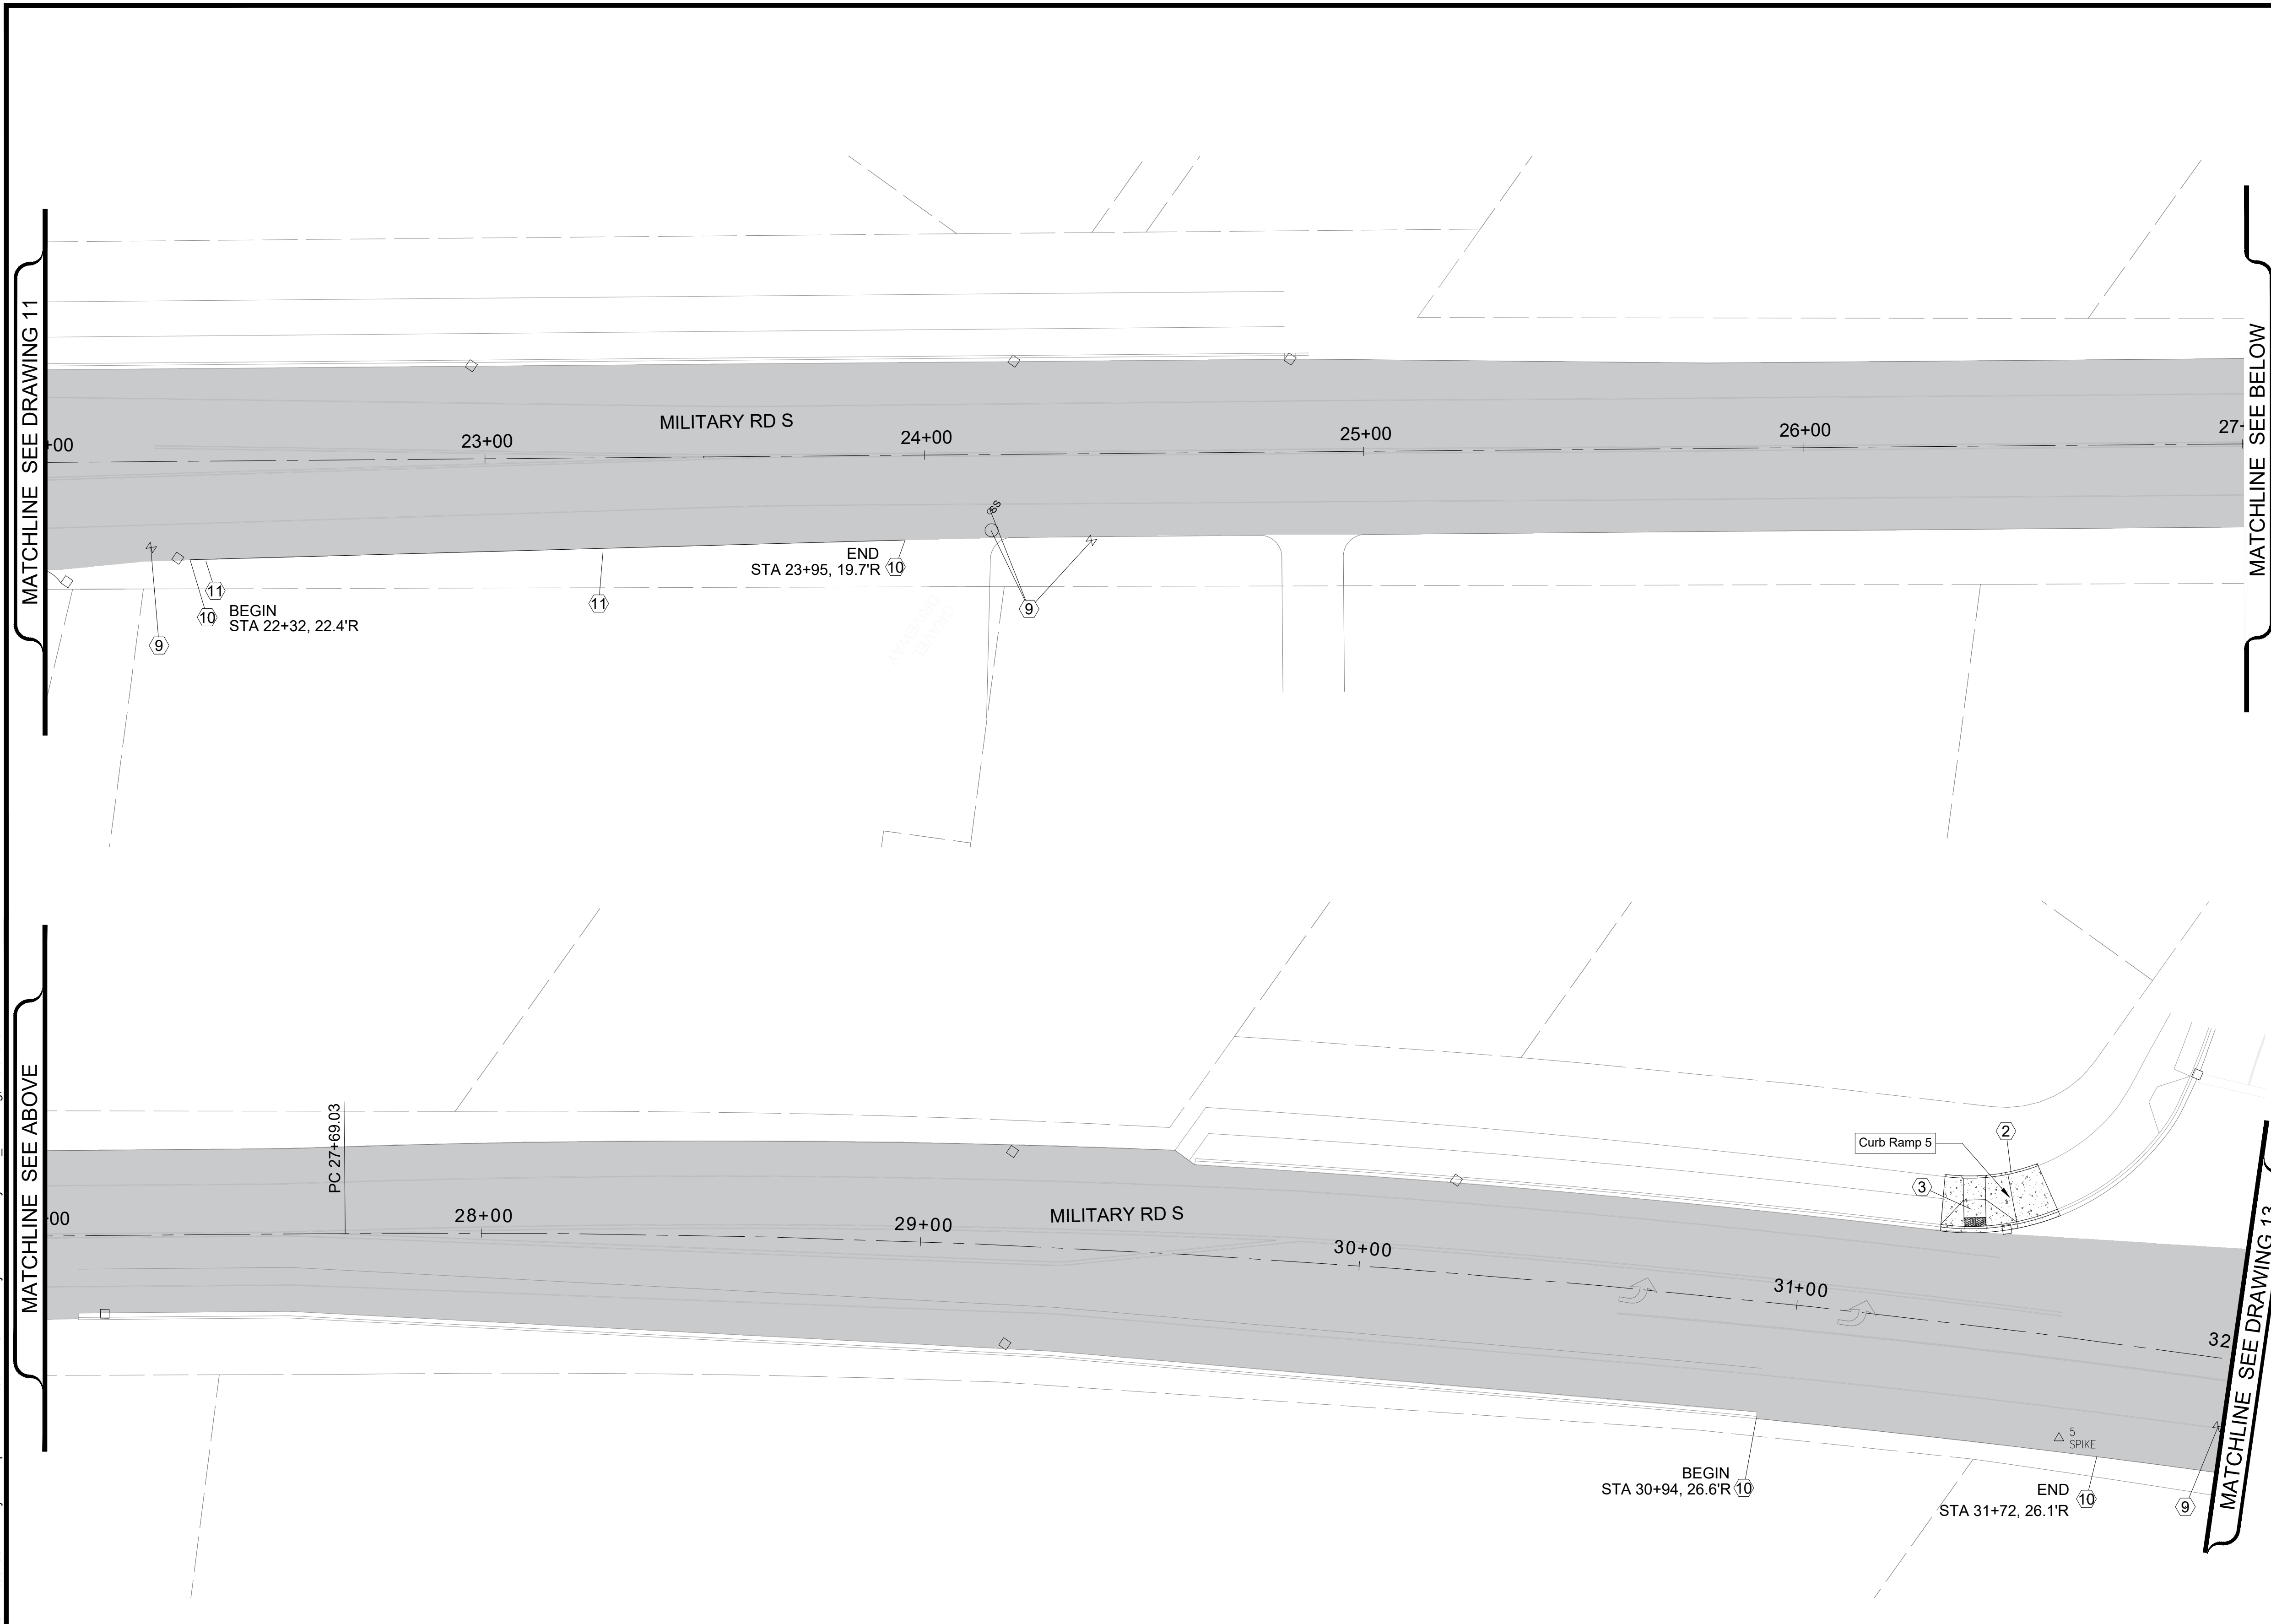 MATCHLINE SEE DRAWING 11
+00
23+00
MILITARY RD S
24+00
25+00
26+00
27+
MATCHLINE SEE BELOW
SS
END
STA 23+95, 19.7'R 10
11
10
BEGIN
STA 22+32, 22.4'R
11
9
9
GRAVEL
DRIVEWAY
MATCHLINE SEE ABOVE
00
PC 27+69.03
28+00
29+00
MILITARY RD S
30+00
31+00
32
Curb Ramp 5
2
3
5
SPIKE
BEGIN
STA 30+94, 26.6'R 10
END
STA 31+72, 26.1'R
10
9
MATCHLINE SEE DRAWING 13